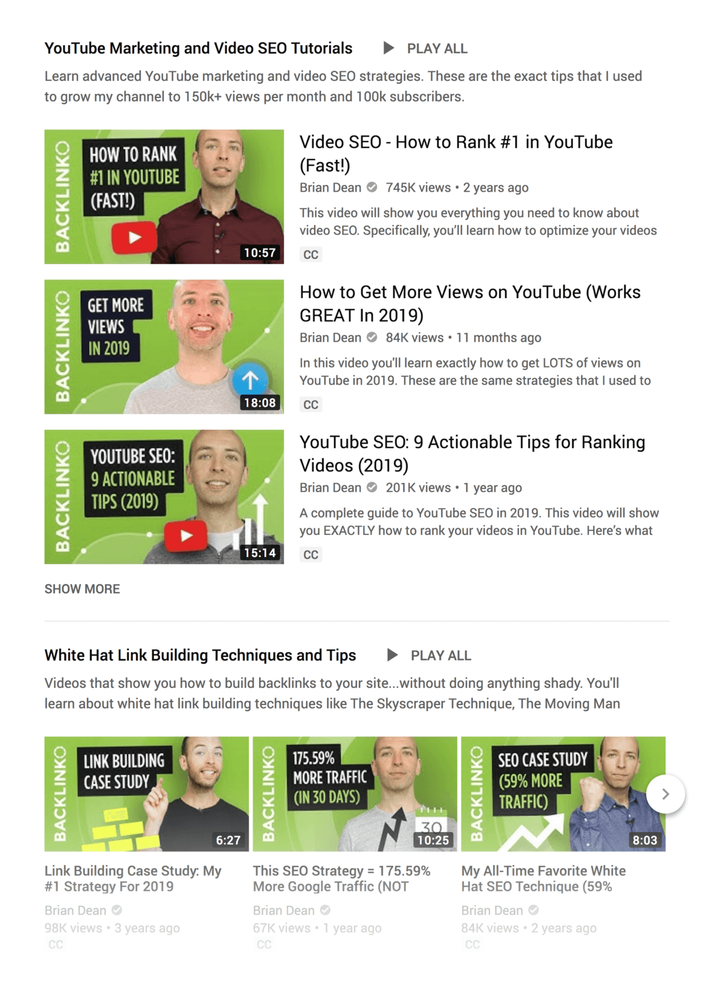 YouTube Marketing and Video SEO Tutorials PLAY ALL
Learn advanced YouTube marketing and video SEO strategies. These are the exact tips that I used
to grow my channel to 150k+ views per month and 100k subscribers.
BACKLINKO
HOW TO RANK
#1 IN YOUTUBE
(FAST!)
10:57
Video SEO - How to Rank #1 in YouTube
(Fast!)
Brian Dean 745K views • 2 years ago
This video will show you everything you need to know about
video SEO. Specifically, you'll learn how to optimize your videos
CC
BACKLINKO
GET MORE
VIEWS
IN 2019
18:08
How to Get More Views on YouTube (Works
GREAT In 2019)
Brian Dean 84K views • 11 months ago
In this video you'll learn exactly how to get LOTS of views on
YouTube in 2019. These are the same strategies that I used to
CC
BACKLINKO
YOUTUBE SEO:
9 ACTIONABLE
TIPS (2019)
15:14
YouTube SEO: 9 Actionable Tips for Ranking
Videos (2019)
Brian Dean 201K views • 1 year ago
A complete guide to YouTube SEO in 2019. This video will show
you EXACTLY how to rank your videos in YouTube. Here's what
CC
SHOW MORE
White Hat Link Building Techniques and Tips PLAY ALL
Videos that show you how to build backlinks to your site...without doing anything shady. You'll
learn about white hat link building techniques like The Skyscraper Technique, The Moving Man
BACKLINKO
LINK BUILDING
CASE STUDY
6:27
Link Building Case Study: My
#1 Strategy For 2019
Brian Dean
98K views • 3 years ago
CC
BACKLINKO
175.59%
MORE TRAFFIC
(IN 30 DAYS)
30
10:25
This SEO Strategy = 175.59%
More Google Traffic (NOT
Brian Dean
67K views • 1 year ago
CC
BACKLINKO
SEO CASE STUDY
(59% MORE
TRAFFIC)
8:03
My All-Time Favorite White
Hat SEO Technique (59%
Brian Dean
84K views • 2 years ago
CC